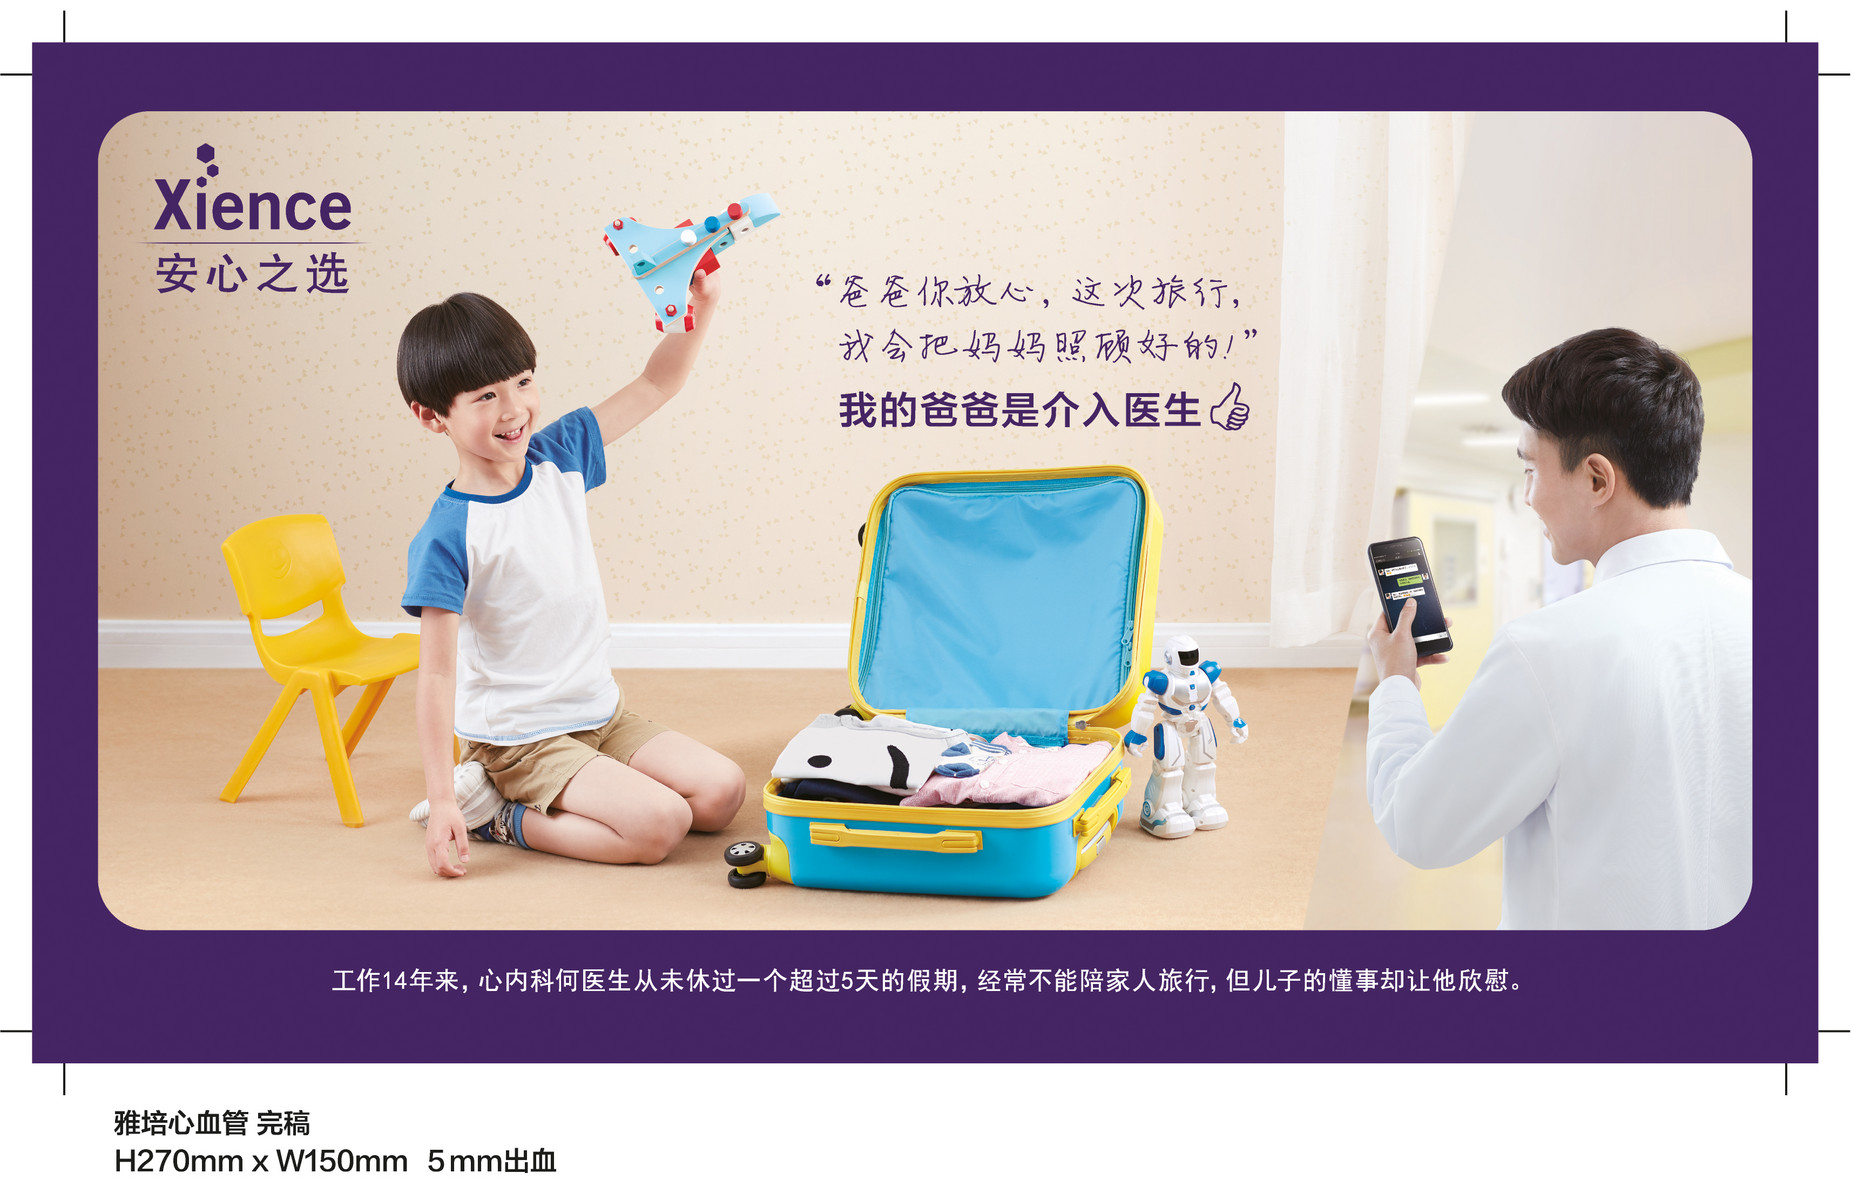 Xience
安心之选
“爸爸你放心，这次旅行，
我会把妈妈照顾好的！”
我的爸爸是介入医生
工作14年来，心内科何医生从未休过一个超过5天的假期，经常不能陪家人旅行，但儿子的懂事却让他欣慰。
雅培心血管 完稿
H270mm x W150mm 5mm出血